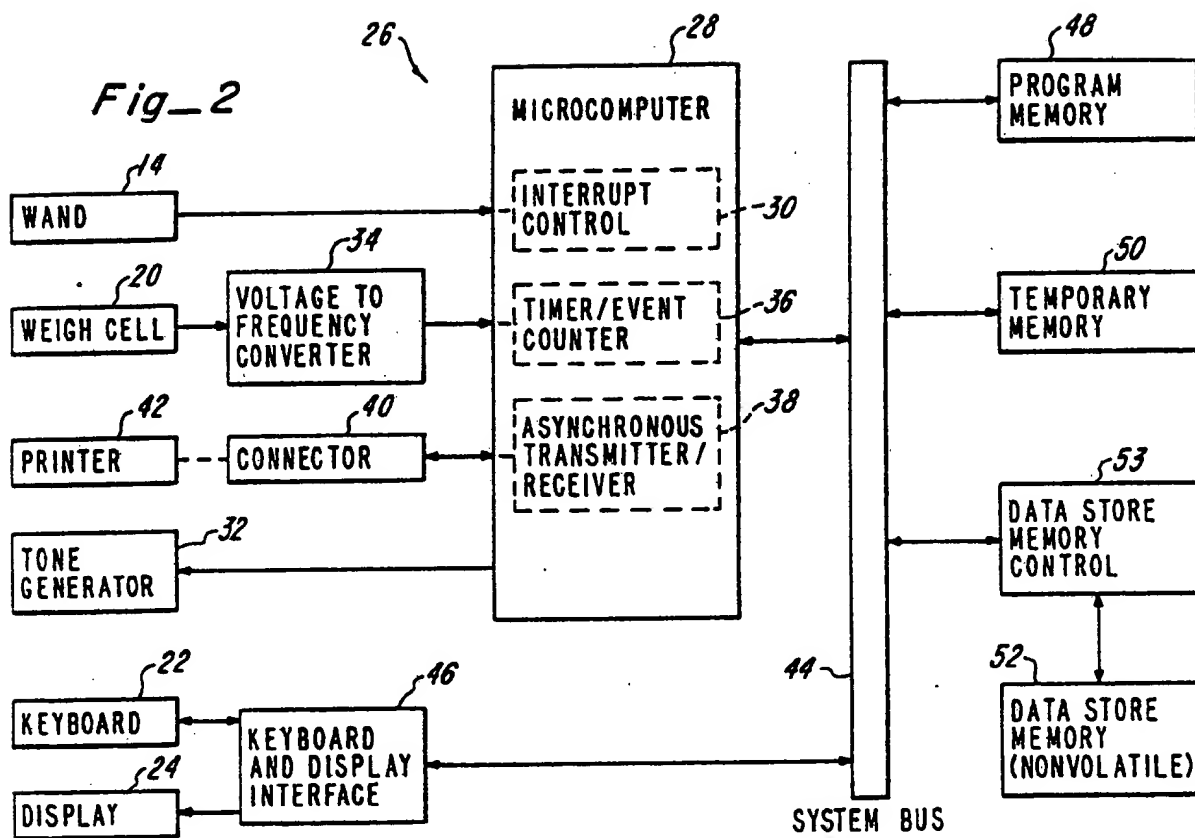 Fig_2
26
28
MICROCOMPUTER
48
PROGRAM
MEMORY
14
WAND
INTERRUPT
CONTROL
30
34
20
WEIGH CELL
VOLTAGE TO
FREQUENCY
CONVERTER
TIMER/EVENT
COUNTER
36
50
TEMPORARY
MEMORY
42
PRINTER
40
CONNECTOR
ASYNCHRONOUS
TRANSMITTER/
RECEIVER
38
53
DATA STORE
MEMORY
CONTROL
32
TONE
GENERATOR
22
KEYBOARD
46
KEYBOARD
AND DISPLAY
INTERFACE
24
DISPLAY
44
SYSTEM BUS
52
DATA STORE
MEMORY
(NONVOLATILE)